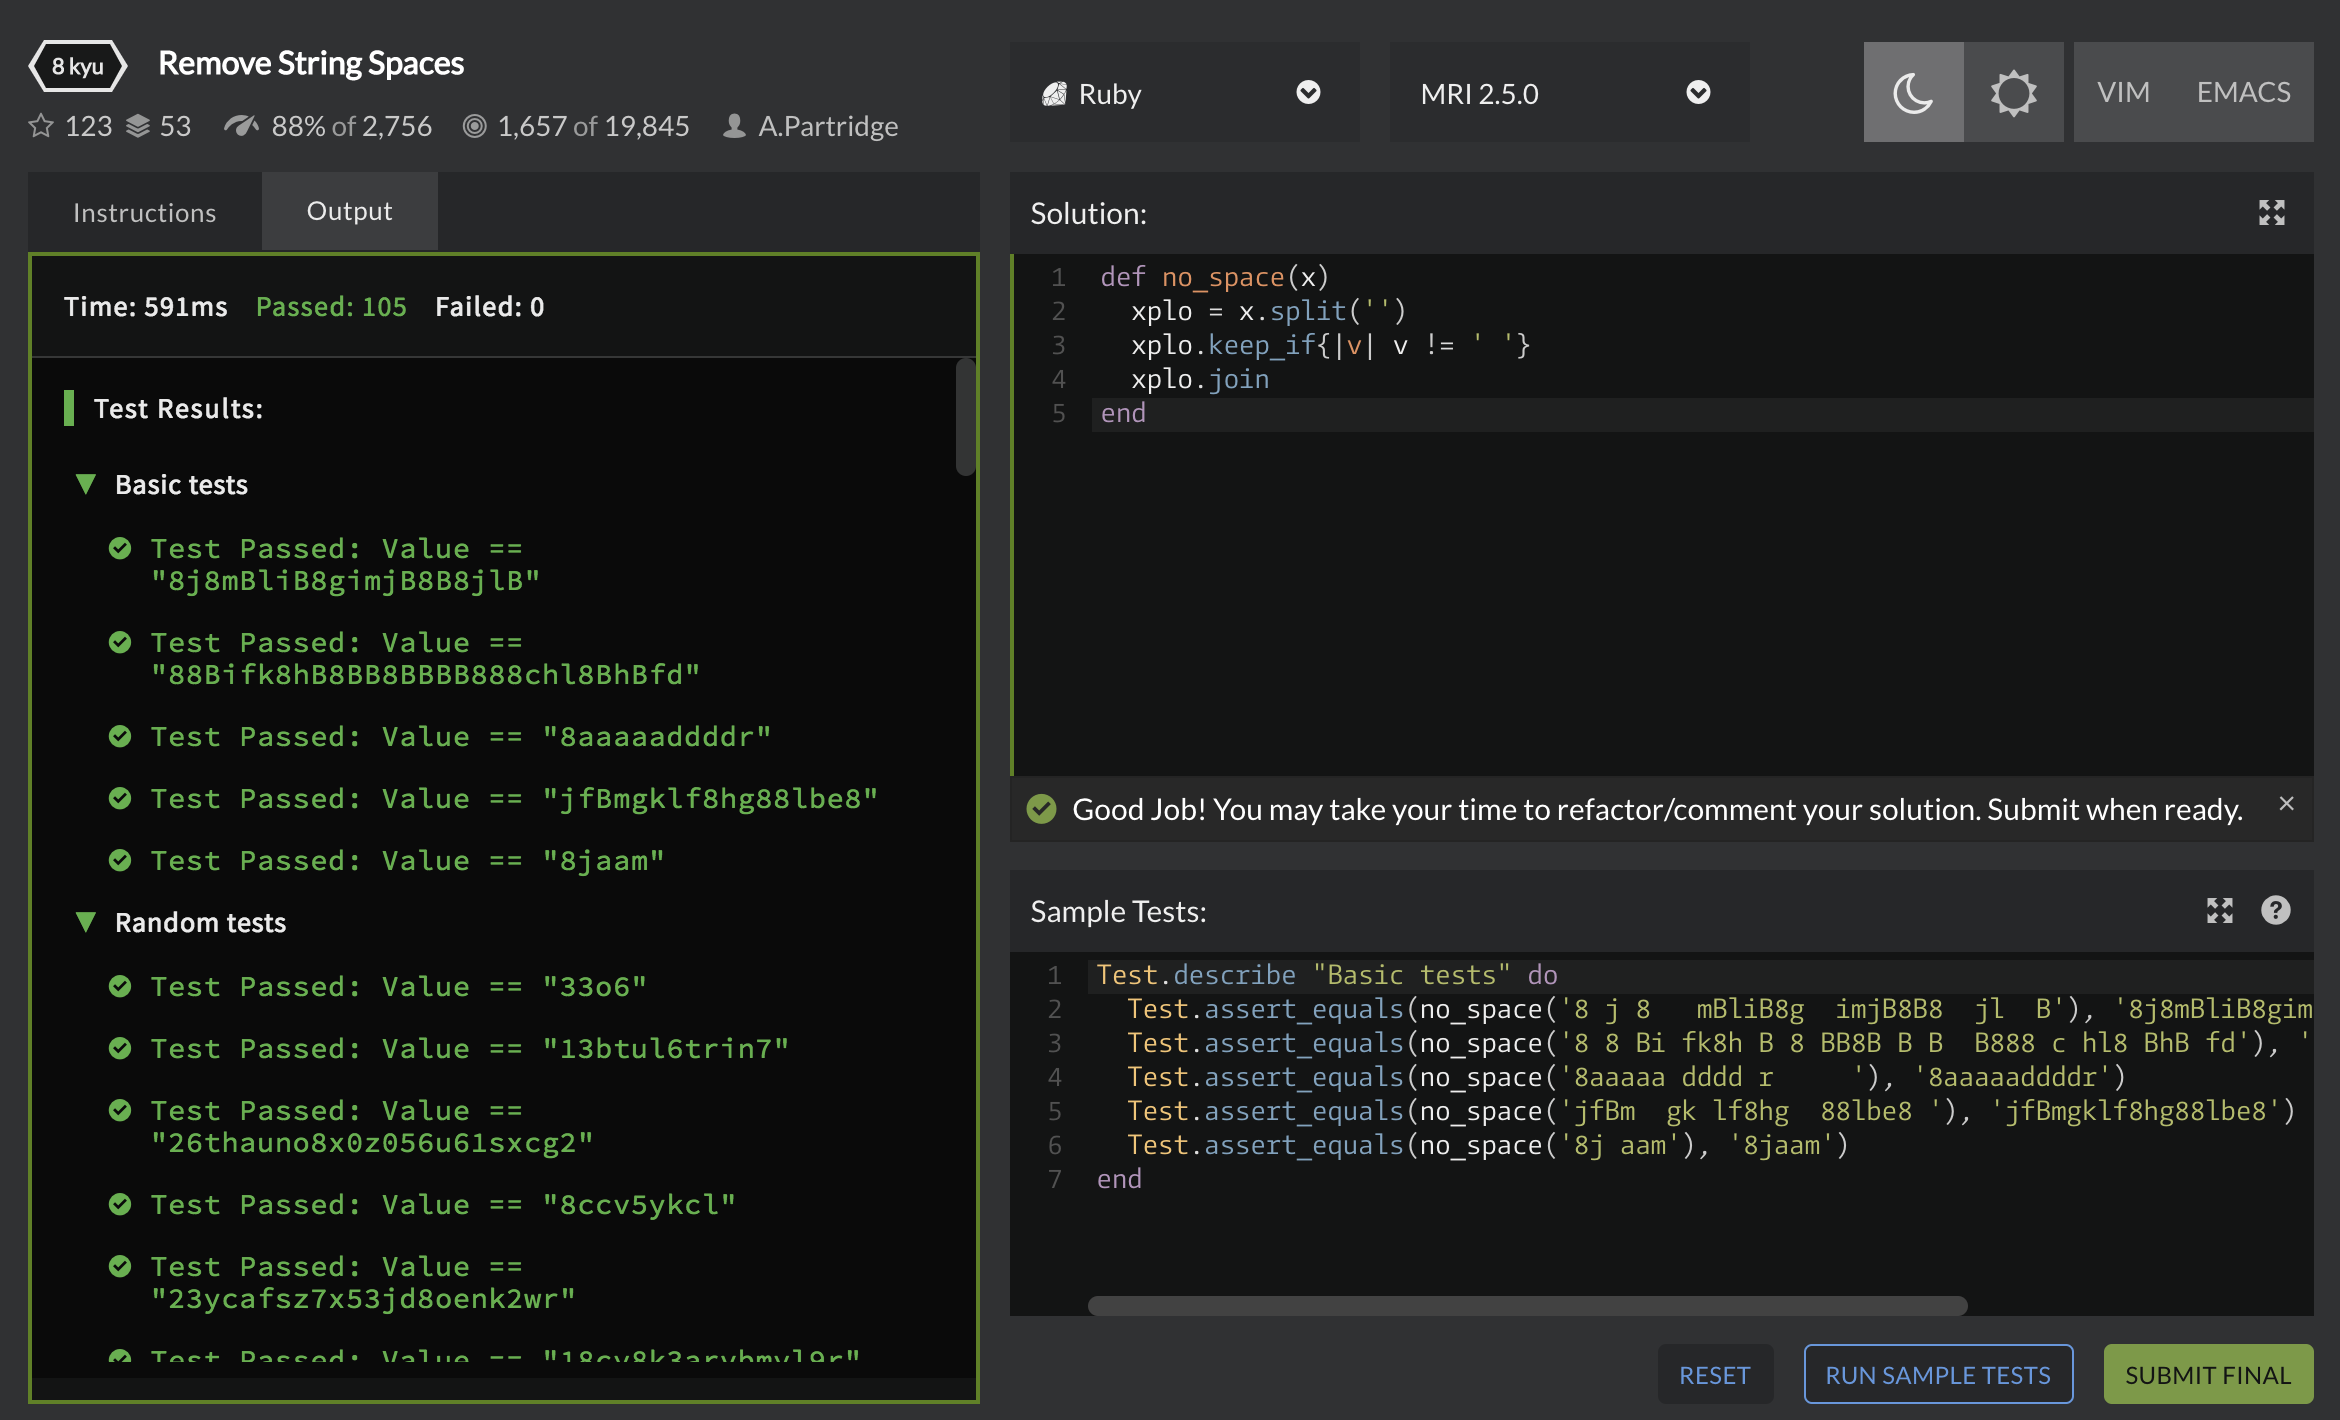 8 kyu
Remove String Spaces
123 53 88% of 2,756 1,657 of 19,845 A.Partridge
Ruby
MRI 2.5.0
VIM EMACS
Instructions Output
Time: 591ms Passed: 105 Failed: 0
Test Results:
Basic tests
Test Passed: Value ==
"8j8mBliB8gimjB8B8jlB"
Test Passed: Value ==
"88Bifk8hB8BB8BBBB888chl8BhBfd"
Test Passed: Value == "8aaaaaddddr"
Test Passed: Value == "jfBmgklf8hg88lbe8"
Test Passed: Value == "8jaam"
Random tests
Test Passed: Value == "33o6"
Test Passed: Value == "13btul6trin7"
Test Passed: Value ==
"26thauno8x0z056u61sxcg2"
Test Passed: Value == "8ccv5ykcl"
Test Passed: Value ==
"23ycafsz7x53jd8oenk2wr"
Test Passed: Value ==
Solution:
1 def no_space(x)
2   xplo = x.split('')
3   xplo.keep_if{|v| v != ' '}
4   xplo.join
5 end
Good Job! You may take your time to refactor/comment your solution. Submit when ready. ×
Sample Tests:
?
1 Test.describe "Basic tests" do
2   Test.assert_equals(no_space('8 j 8   mBliB8g  imjB8B8  jl  B'), '8j8mBliB8gim
3   Test.assert_equals(no_space('8 8 Bi fk8h B 8 BB8B B B  B888 c hl8 BhB fd'), '
4   Test.assert_equals(no_space('8aaaaa dddd r     '), '8aaaaaddddr')
5   Test.assert_equals(no_space('jfBm  gk lf8hg  88lbe8 '), 'jfBmgklf8hg88lbe8')
6   Test.assert_equals(no_space('8j aam'), '8jaam')
7 end
RESET
RUN SAMPLE TESTS
SUBMIT FINAL